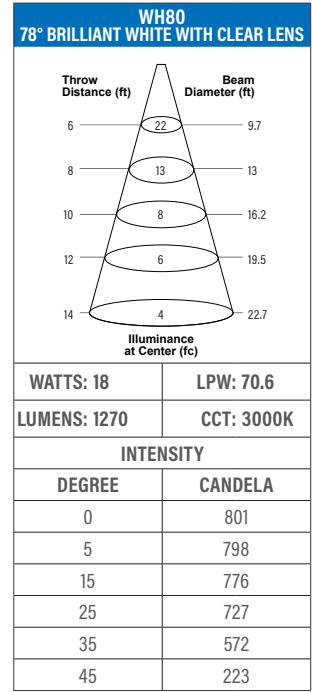 WH80
78° BRILLIANT WHITE WITH CLEAR LENS
Throw Beam
Distance (ft) Diameter (ft)
6 22 9.7
8 13 13
10 8 16.2
12 6 19.5
14 4 22.7
Illuminance
at Center (fc)
WATTS: 18 LPW: 70.6
LUMENS: 1270 CCT: 3000K
INTENSITY
DEGREE CANDELA
0 801
5 798
15 776
25 727
35 572
45 223